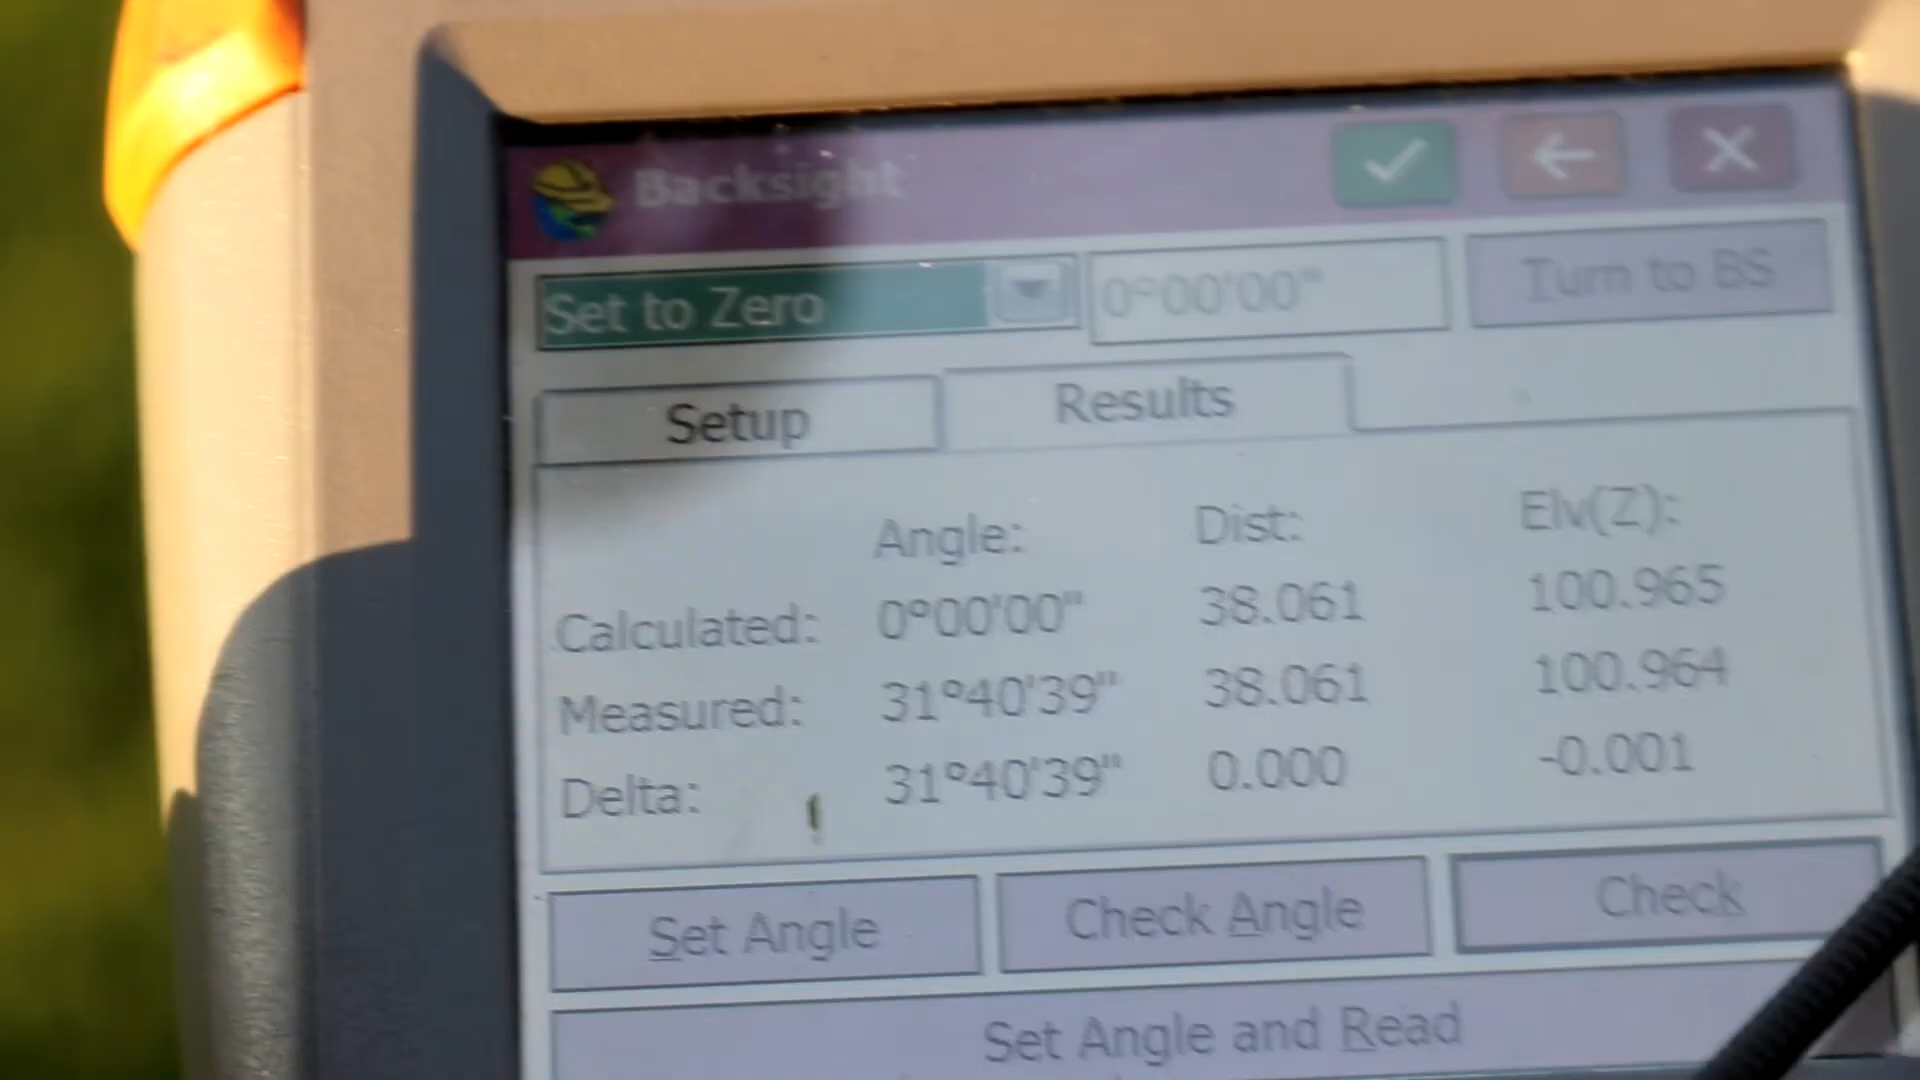 Backsight
Set to Zero 0°00'00" Turn to BS
Setup Results
Angle: Dist: Elv(Z):
Calculated: 0°00'00" 38.061 100.965
Measured: 31°40'39" 38.061 100.964
Delta: 31°40'39" 0.000 -0.001
Set Angle Check Angle Check
Set Angle and Read